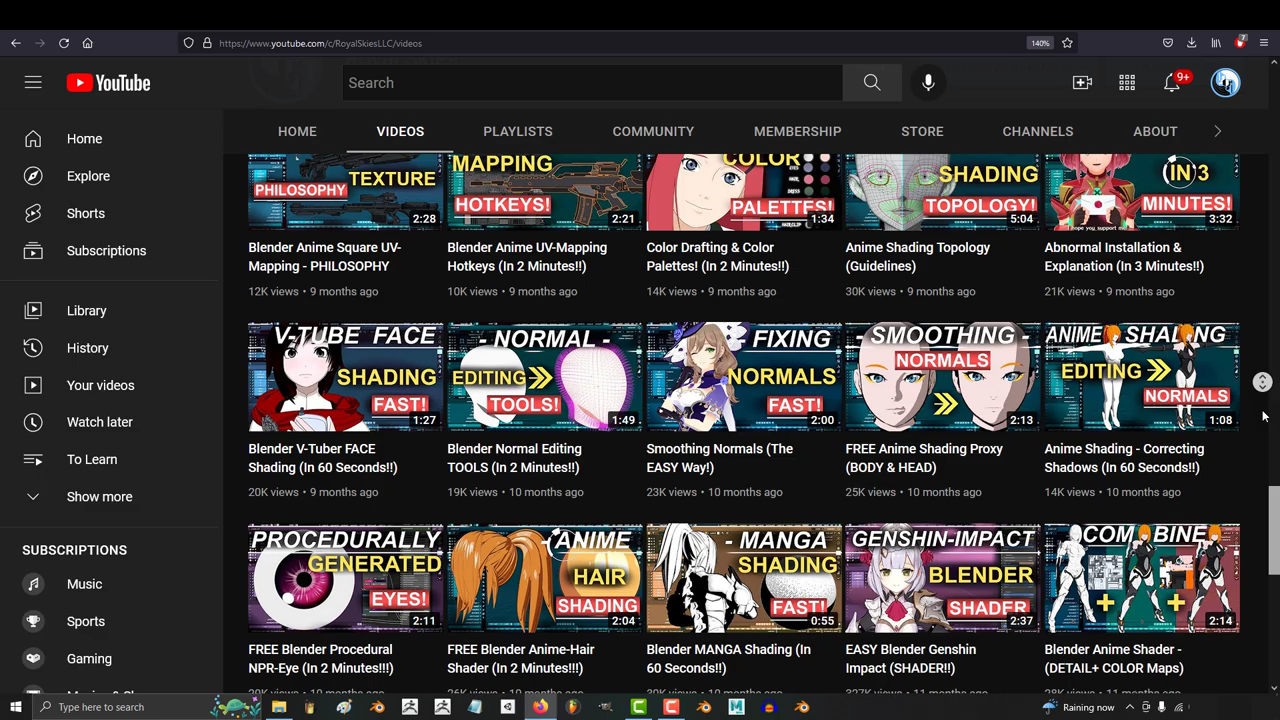 https://www.youtube.com/c/RoyalSkiesLLC/videos
140%
7
YouTube
Search
9+
HOME
VIDEOS
PLAYLISTS
COMMUNITY
MEMBERSHIP
STORE
CHANNELS
ABOUT
Home
Explore
Shorts
Subscriptions
Library
History
Your videos
Watch later
To Learn
Show more
SUBSCRIPTIONS
Music
Sports
Gaming
TEXTURE
PHILOSOPHY
2:28
MAPPING
HOTKEYS!
2:21
COLOR
PALETTES!
1:34
SHADING
TOPOLOGY!
5:04
IN 3
MINUTES!
3:32
Blender Anime Square UV-
Mapping - PHILOSOPHY
12K views • 9 months ago
Blender Anime UV-Mapping
Hotkeys (In 2 Minutes!!)
10K views • 9 months ago
Color Drafting & Color
Palettes! (In 2 Minutes!!)
14K views • 9 months ago
Anime Shading Topology
(Guidelines)
30K views • 9 months ago
Abnormal Installation &
Explanation (In 3 Minutes!!)
21K views • 9 months ago
V-TUBE FACE
SHADING
FAST!
1:27
- NORMAL -
EDITING
TOOLS!
1:49
- FIXING
NORMALS
FAST!
2:00
SMOOTHING -
NORMALS
2:13
ANIME SHADING
EDITING
NORMALS
1:08
Blender V-Tuber FACE
Shading (In 60 Seconds!!)
20K views • 9 months ago
Blender Normal Editing
TOOLS (In 2 Minutes!!)
19K views • 10 months ago
Smoothing Normals (The
EASY Way!)
23K views • 10 months ago
FREE Anime Shading Proxy
(BODY & HEAD)
25K views • 10 months ago
Anime Shading - Correcting
Shadows (In 60 Seconds!!)
14K views • 10 months ago
PROCEDURALLY
GENERATED
EYES!
2:11
- ANIME
HAIR
SHADING
2:04
- MANGA
SHADING
FAST!
0:55
GENSHIN-IMPACT
BLENDER
SHADER
2:37
COMBINE
2:14
FREE Blender Procedural
NPR-Eye (In 2 Minutes!!)
FREE Blender Anime-Hair
Shader (In 2 Minutes!!)
Blender MANGA Shading (In
60 Seconds!!)
EASY Blender Genshin
Impact (SHADER!!)
Blender Anime Shader -
(DETAIL+ COLOR Maps)
Type here to search
Raining now